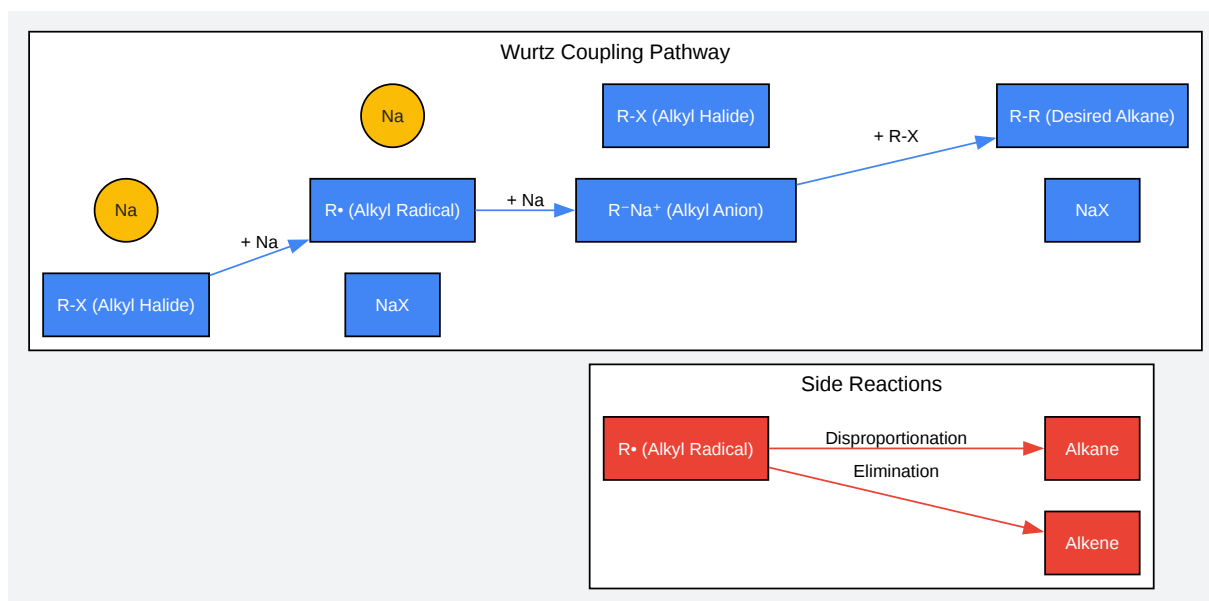 Wurtz Coupling Pathway
Na
R-X (Alkyl Halide)
R-R (Desired Alkane)
+ R-X
Na
R• (Alkyl Radical)
+ Na
R⁻Na⁺ (Alkyl Anion)
NaX
+ Na
R-X (Alkyl Halide)
NaX
Side Reactions
R• (Alkyl Radical)
Disproportionation
Alkane
Elimination
Alkene